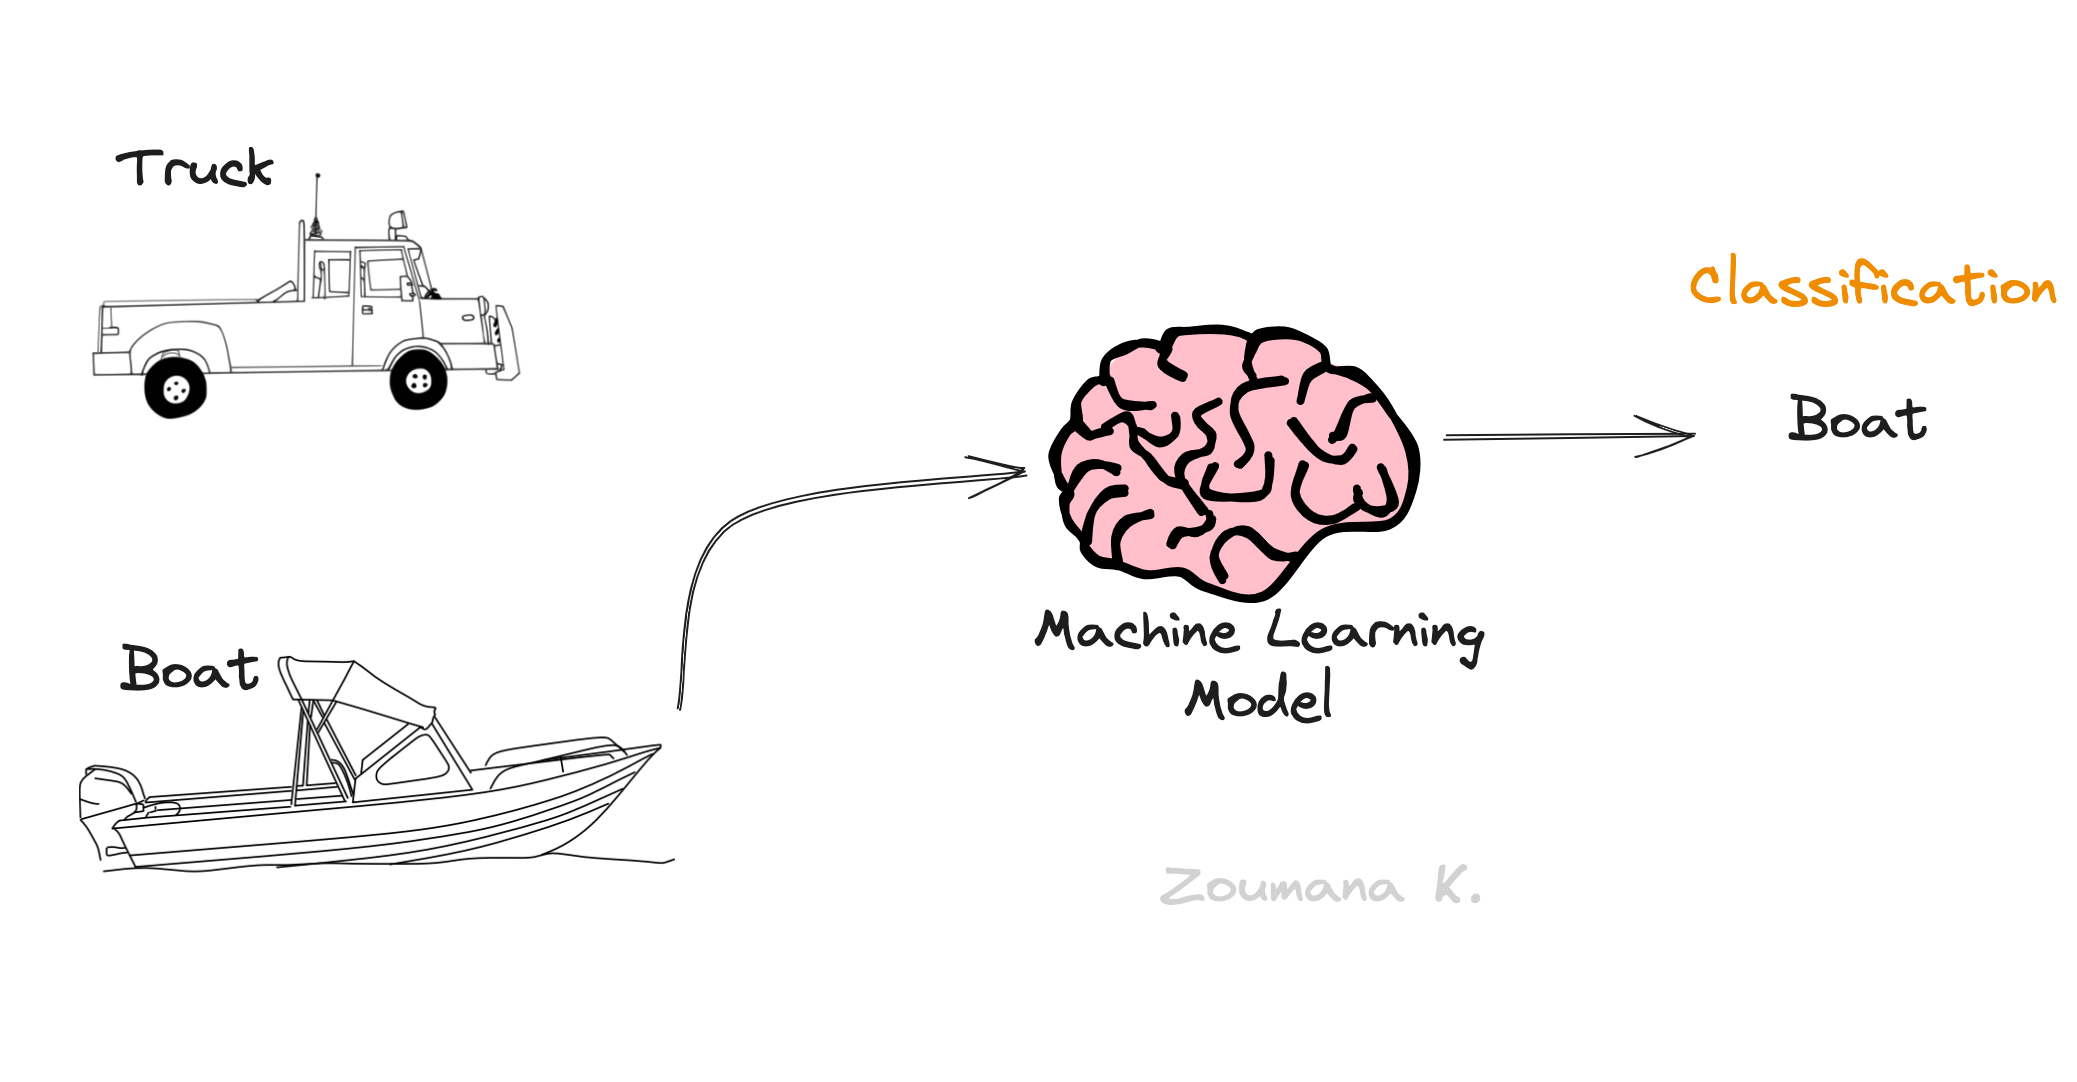 Truck
Classification
Boat
Machine Learning
Model
Boat
Zoumana K.